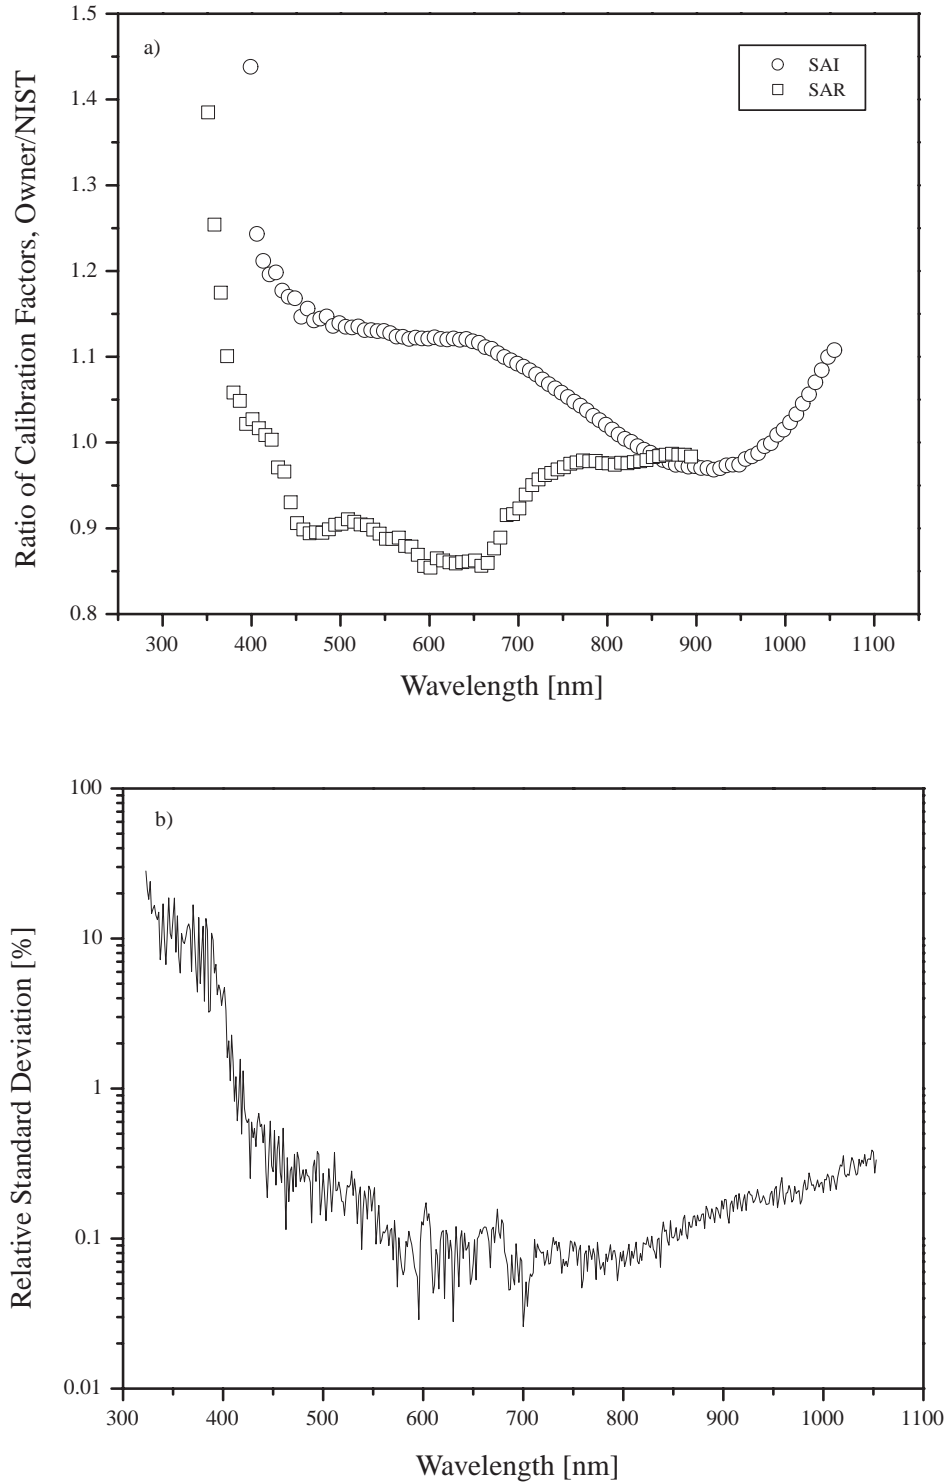 a)
SAI
SAR
1.5
1.4
1.3
1.2
1.1
1.0
0.9
0.8
Ratio of Calibration Factors, Owner/NIST
300 400 500 600 700 800 900 1000 1100
Wavelength [nm]
b)
100
10
1
0.1
0.01
Relative Standard Deviation [%]
300 400 500 600 700 800 900 1000 1100
Wavelength [nm]